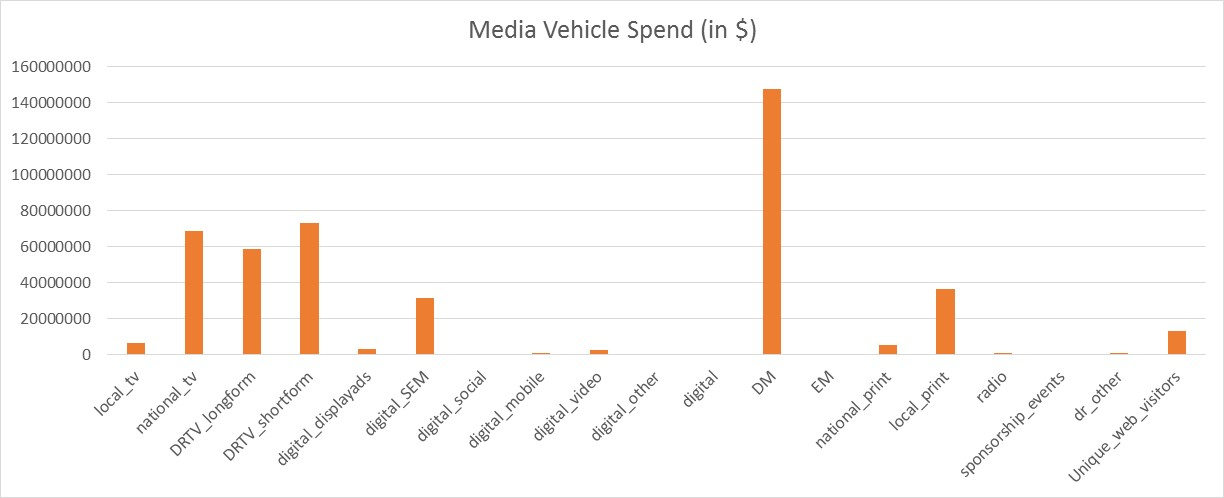 Media Vehicle Spend (in $)
160000000
140000000
120000000
100000000
80000000
60000000
40000000
20000000
0
local_tv
national_tv
DRTV_longform
DRTV_shortform
digital_displayads
digital_SEM
digital_social
digital_mobile
digital_video
digital_other
digital
DM
EM
national_print
local_print
radio
sponsorship_events
dr_other
Unique_web_visitors